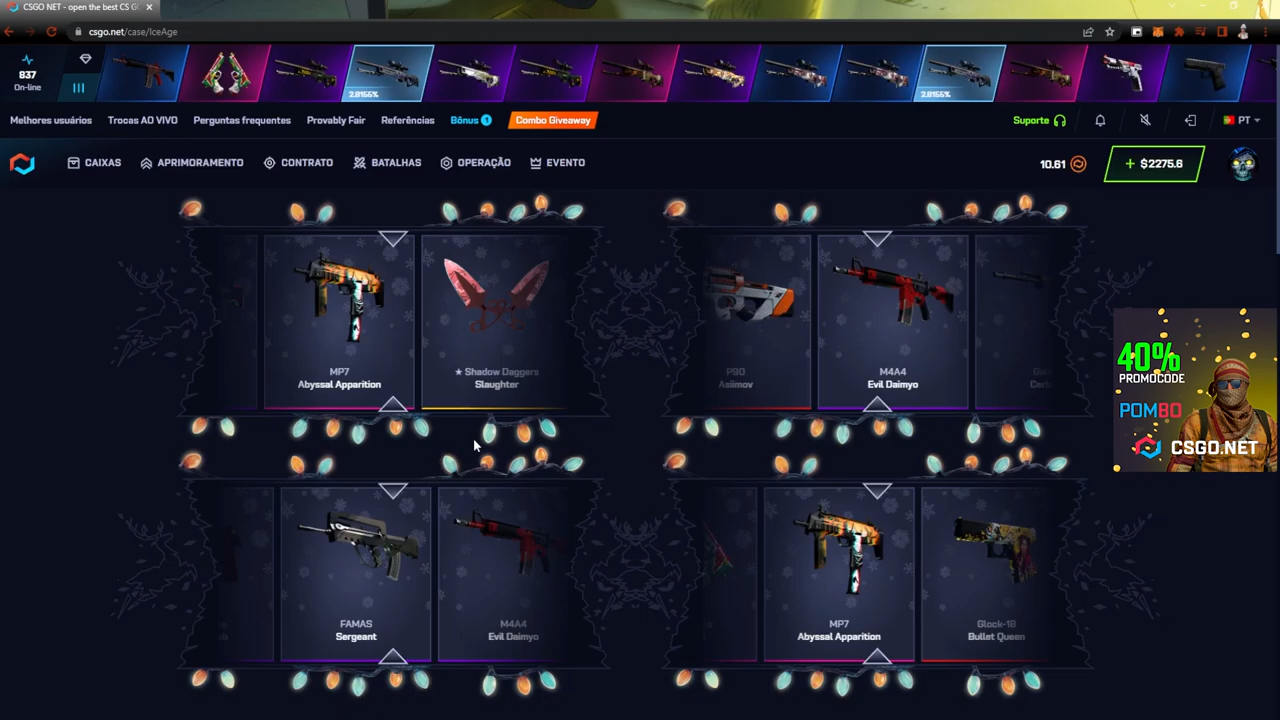 CSGO NET - open the best CS G
csgo.net/case/IceAge
837
On-line
2.8155%
2.8155%
Melhores usuários
Trocas AO VIVO
Perguntas frequentes
Provably Fair
Referências
Bônus 1
Combo Giveaway
Suporte
PT
CAIXAS
APRIMORAMENTO
CONTRATO
BATALHAS
OPERAÇÃO
EVENTO
10.61
+ $2275.6
MP7
Abyssal Apparition
★ Shadow Daggers
Slaughter
P90
Asiimov
M4A4
Evil Daimyo
40%
PROMOCODE
POMBO
CSGO.NET
FAMAS
Sergeant
M4A4
Evil Daimyo
MP7
Abyssal Apparition
Glock-18
Bullet Queen